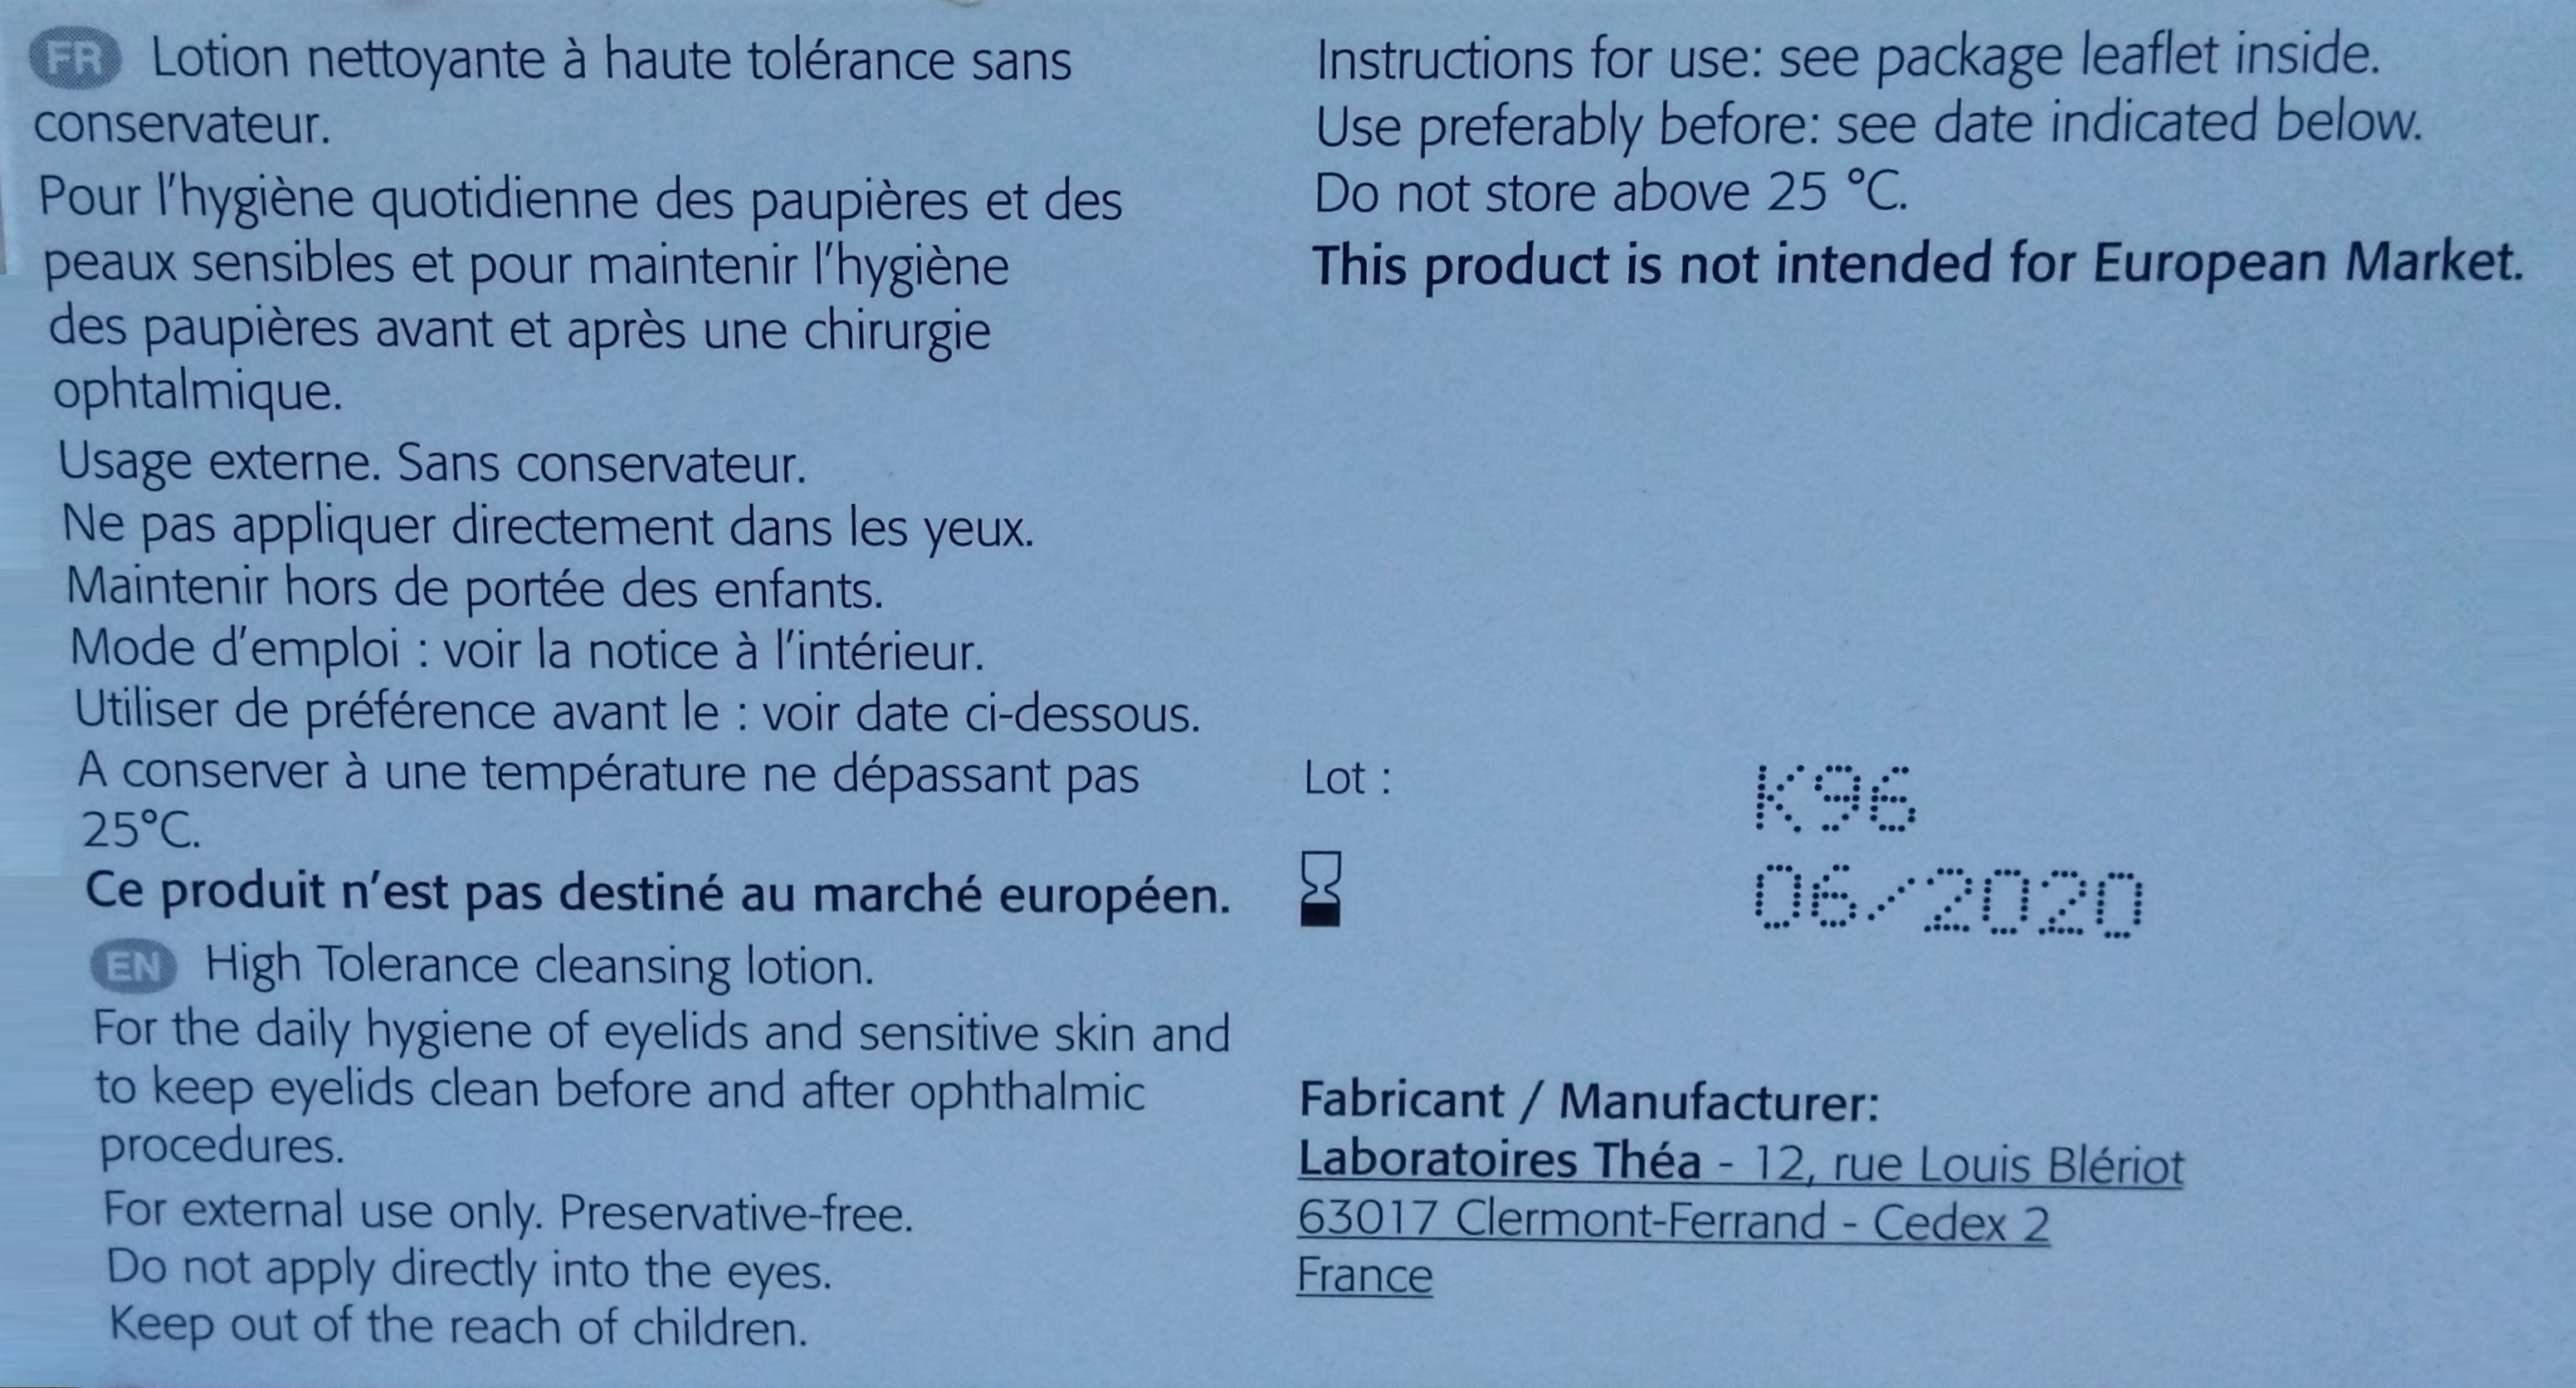 FR Lotion nettoyante à haute tolérance sans
conservateur.
Pour l'hygiène quotidienne des paupières et des
peaux sensibles et pour maintenir l'hygiène
des paupières avant et après une chirurgie
ophtalmique.
Usage externe. Sans conservateur.
Ne pas appliquer directement dans les yeux.
Maintenir hors de portée des enfants.
Mode d'emploi : voir la notice à l'intérieur.
Utiliser de préférence avant le : voir date ci-dessous.
A conserver à une température ne dépassant pas
25°C.
Ce produit n'est pas destiné au marché européen.
EN High Tolerance cleansing lotion.
For the daily hygiene of eyelids and sensitive skin and
to keep eyelids clean before and after ophthalmic
procedures.
For external use only. Preservative-free.
Do not apply directly into the eyes.
Keep out of the reach of children.
Instructions for use: see package leaflet inside.
Use preferably before: see date indicated below.
Do not store above 25 °C.
This product is not intended for European Market.
Lot : K96
06/2020
Fabricant / Manufacturer:
Laboratoires Théa - 12, rue Louis Blériot
63017 Clermont-Ferrand - Cedex 2
France